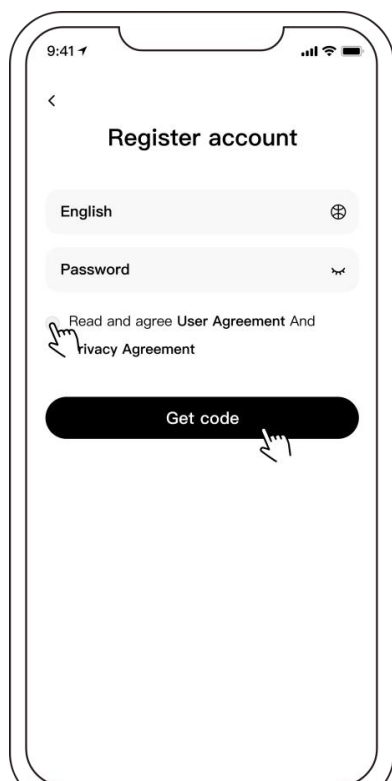 9:41
Register account
English
Password
Read and agree User Agreement And
rivacy Agreement
Get code